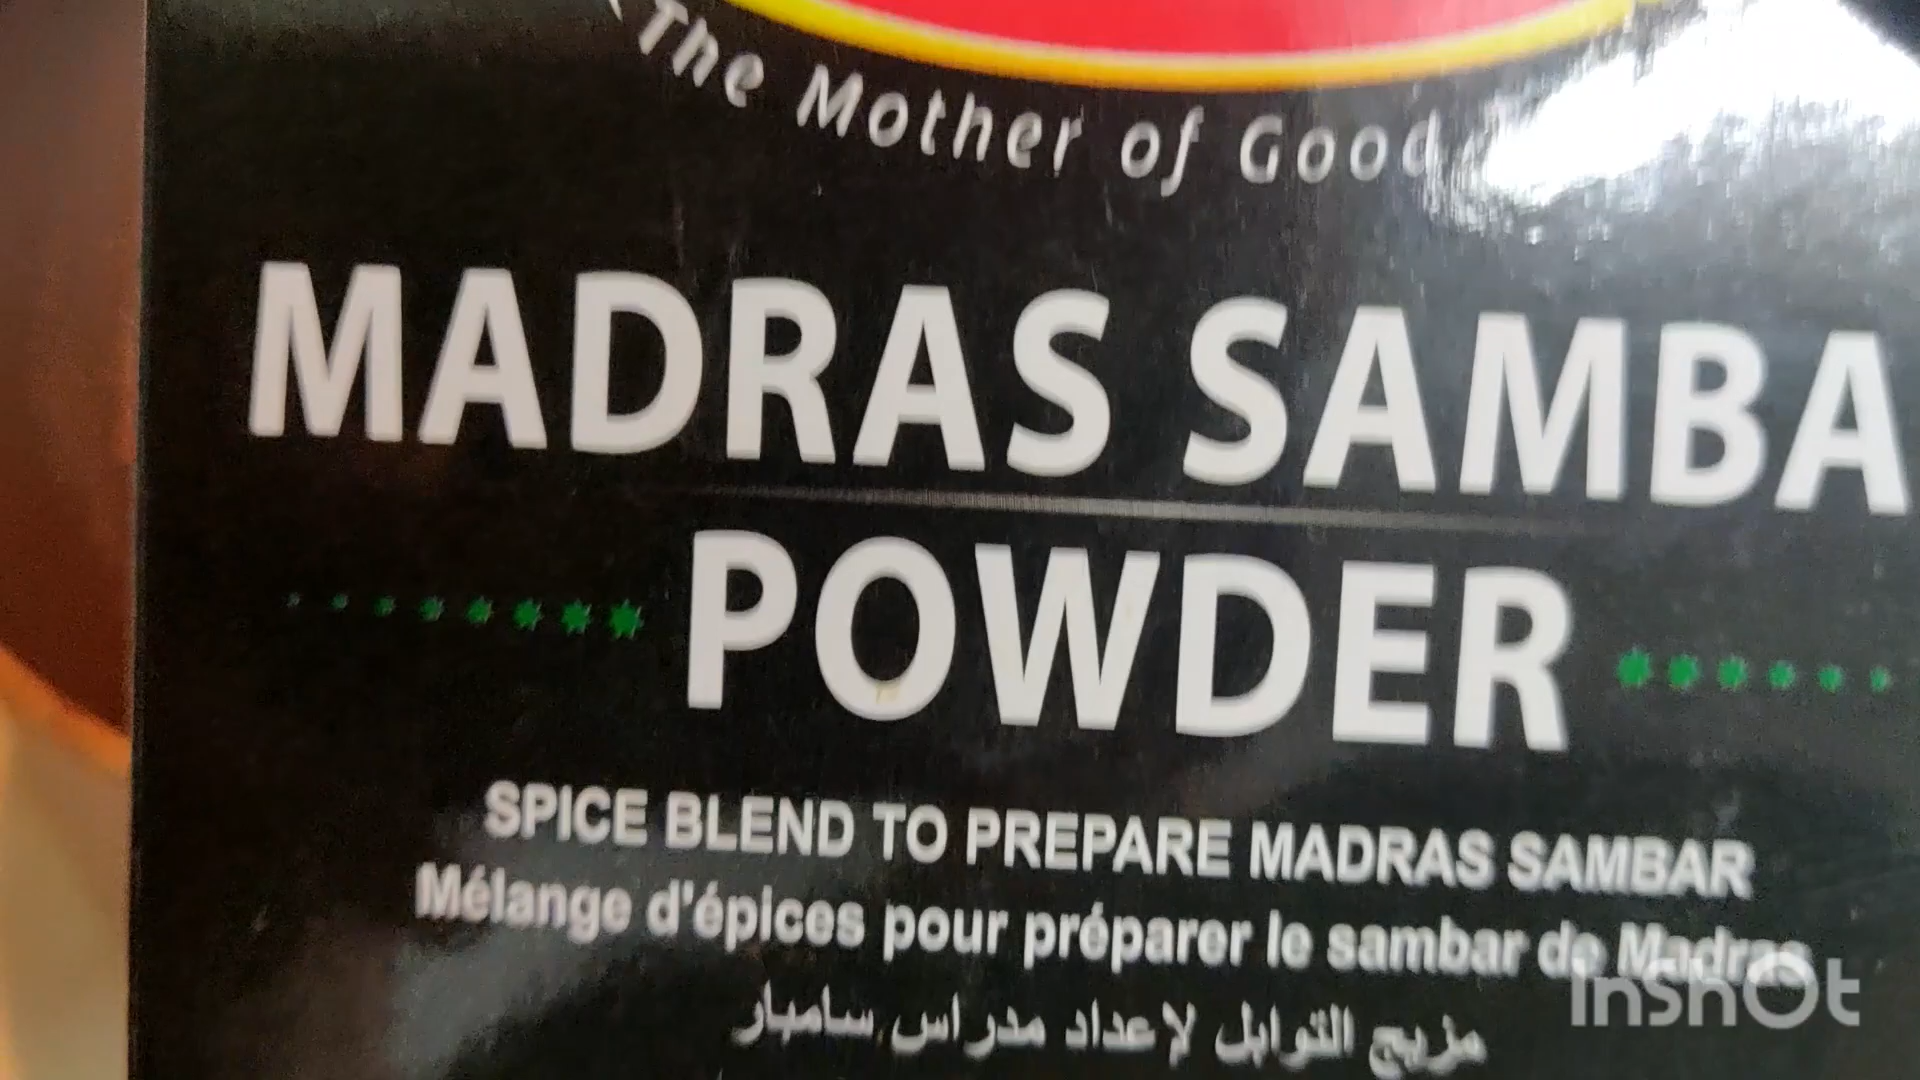 The Mother of Good
MADRAS SAMBA
POWDER
SPICE BLEND TO PREPARE MADRAS SAMBAR
Mélange d'épices pour préparer le sambar de Madras
مزيج التوابل لإعداد مدراس سامبار
InShOt